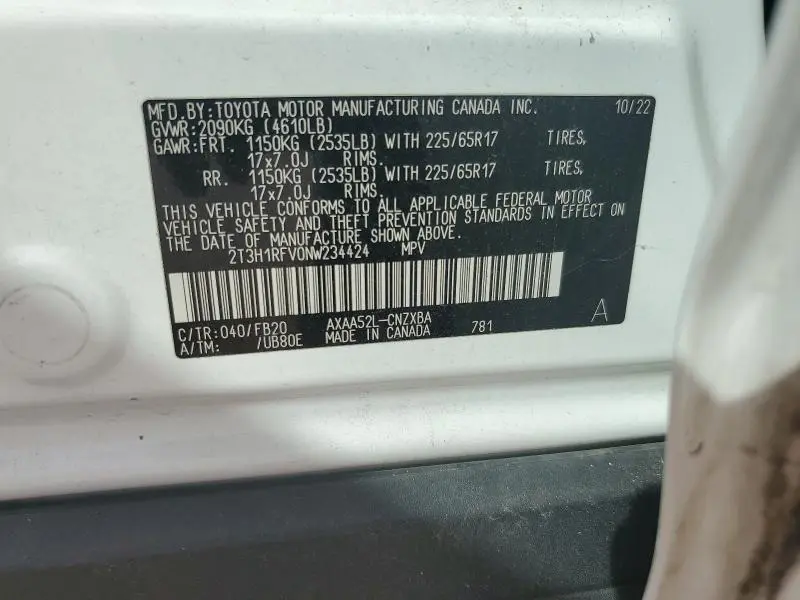 MFD.BY:TOYOTA MOTOR MANUFACTURING CANADA INC. 10/22
GVWR:2090KG (4610LB)
GAWR:FRT. 1150KG (2535LB) WITH 225/65R17 TIRES,
17x7.0J RIMS.
RR. 1150KG (2535LB) WITH 225/65R17 TIRES,
17x7.0J RIMS.
THIS VEHICLE CONFORMS TO ALL APPLICABLE FEDERAL MOTOR
VEHICLE SAFETY AND THEFT PREVENTION STANDARDS IN EFFECT ON
THE DATE OF MANUFACTURE SHOWN ABOVE.
2T3H1RFV0NW234424 MPV
C/TR:040/FB20 AXAA52L-CNZXBA 781 A
A/TM: /UB80E MADE IN CANADA